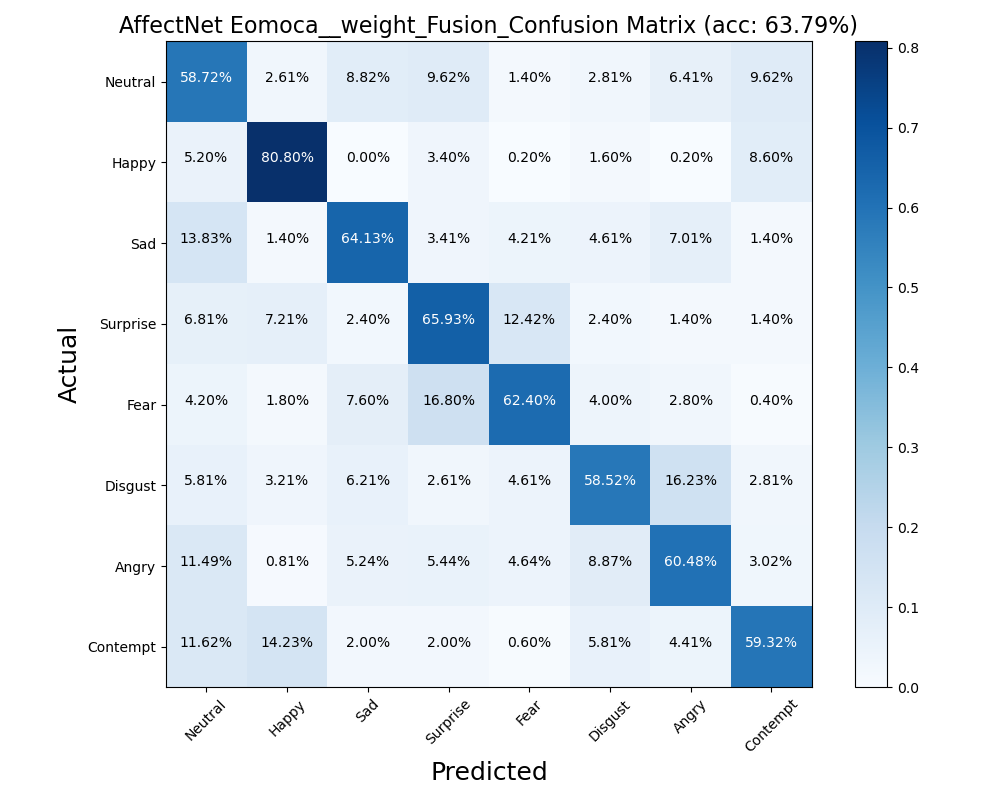 AffectNet Eomoca__weight_Fusion_Confusion Matrix (acc: 63.79%)
Neutral 58.72% 2.61% 8.82% 9.62% 1.40% 2.81% 6.41% 9.62%
Happy 5.20% 80.80% 0.00% 3.40% 0.20% 1.60% 0.20% 8.60%
Sad 13.83% 1.40% 64.13% 3.41% 4.21% 4.61% 7.01% 1.40%
Surprise 6.81% 7.21% 2.40% 65.93% 12.42% 2.40% 1.40% 1.40%
Fear 4.20% 1.80% 7.60% 16.80% 62.40% 4.00% 2.80% 0.40%
Disgust 5.81% 3.21% 6.21% 2.61% 4.61% 58.52% 16.23% 2.81%
Angry 11.49% 0.81% 5.24% 5.44% 4.64% 8.87% 60.48% 3.02%
Contempt 11.62% 14.23% 2.00% 2.00% 0.60% 5.81% 4.41% 59.32%
Actual
Neutral Happy Sad Surprise Fear Disgust Angry Contempt
Predicted
0.8
0.7
0.6
0.5
0.4
0.3
0.2
0.1
0.0